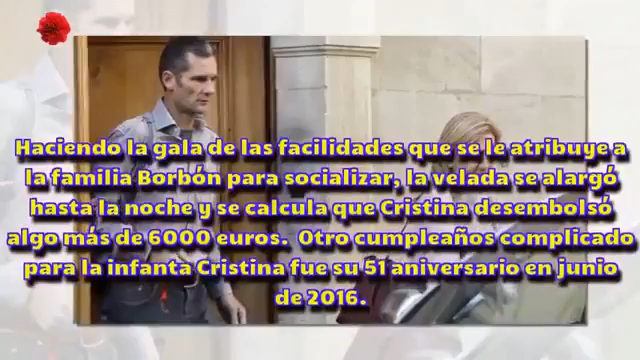 Haciendo la gala de las facilidades que se le atribuye a
la familia Borbón para socializar, la velada se alargó
hasta la noche y se calcula que Cristina desembolsó
algo más de 6000 euros. Otro cumpleaños complicado
para la infanta Cristina fue su 51 aniversario en junio
de 2016.